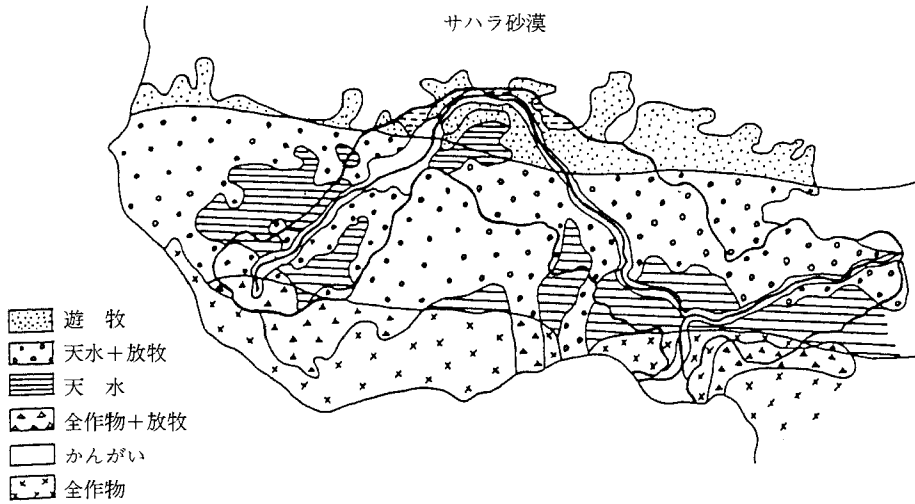 サハラ砂漠
遊 牧
天水+放牧
天 水
全作物+放牧
かんがい
全作物